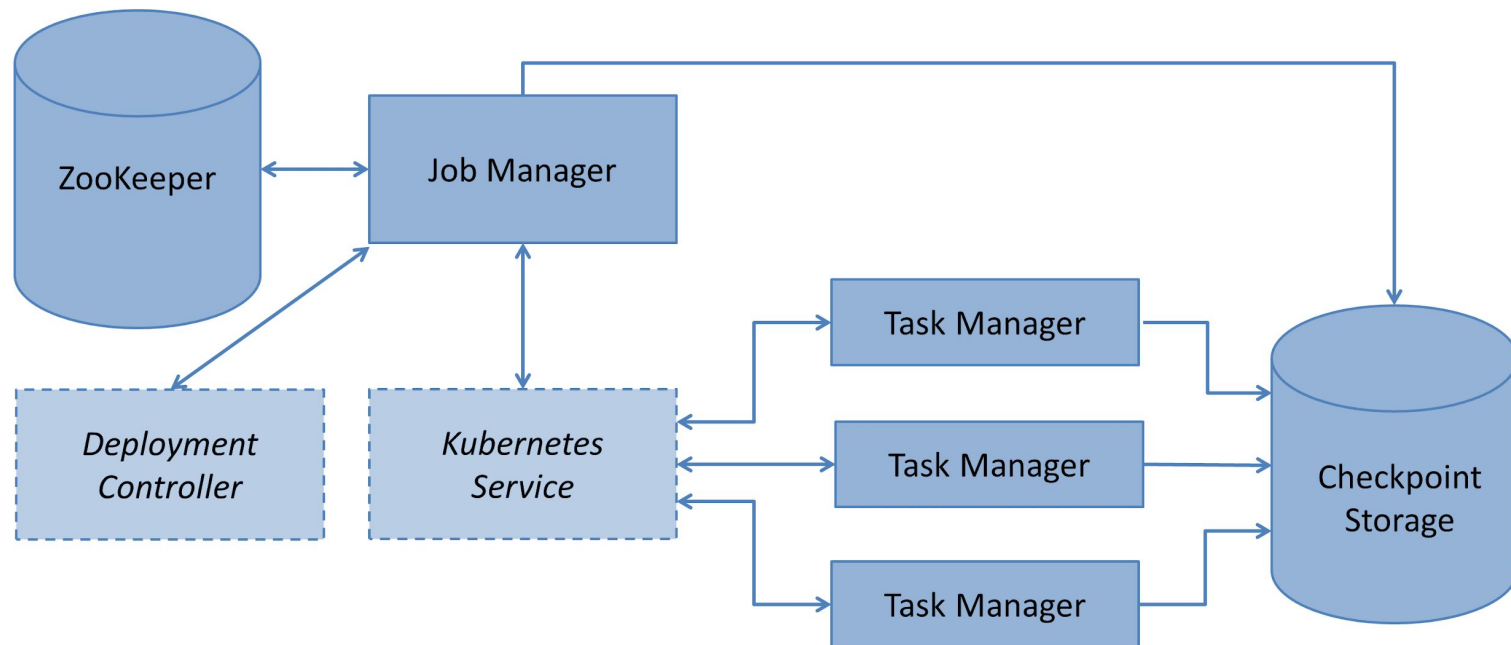 ZooKeeper
Job Manager
Deployment
Controller
Kubernetes
Service
Task Manager
Task Manager
Task Manager
Checkpoint
Storage